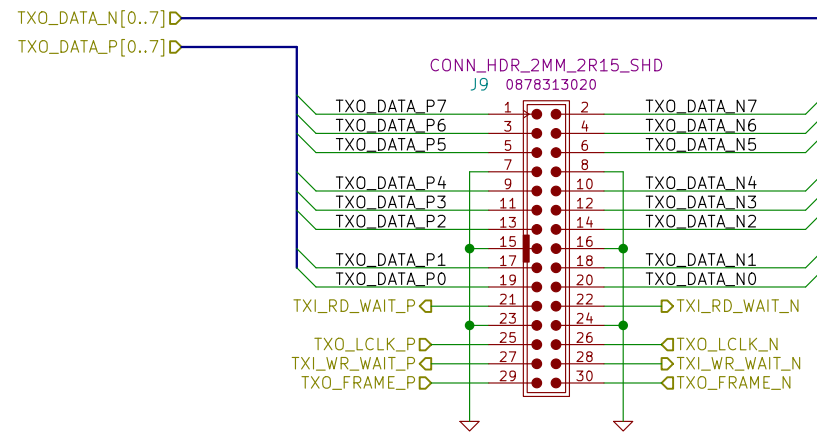 TXO_DATA_N[0..7]
TXO_DATA_P[0..7]
CONN_HDR_2MM_2R15_SHD
J9 0878313020
TXO_DATA_P7 1 2 TXO_DATA_N7
TXO_DATA_P6 3 4 TXO_DATA_N6
TXO_DATA_P5 5 6 TXO_DATA_N5
7 8
TXO_DATA_P4 9 10 TXO_DATA_N4
TXO_DATA_P3 11 12 TXO_DATA_N3
TXO_DATA_P2 13 14 TXO_DATA_N2
15 16
TXO_DATA_P1 17 18 TXO_DATA_N1
TXO_DATA_P0 19 20 TXO_DATA_N0
TXI_RD_WAIT_P 21 22 TXI_RD_WAIT_N
23 24
TXO_LCLK_P 25 26 TXO_LCLK_N
TXI_WR_WAIT_P 27 28 TXI_WR_WAIT_N
TXO_FRAME_P 29 30 TXO_FRAME_N